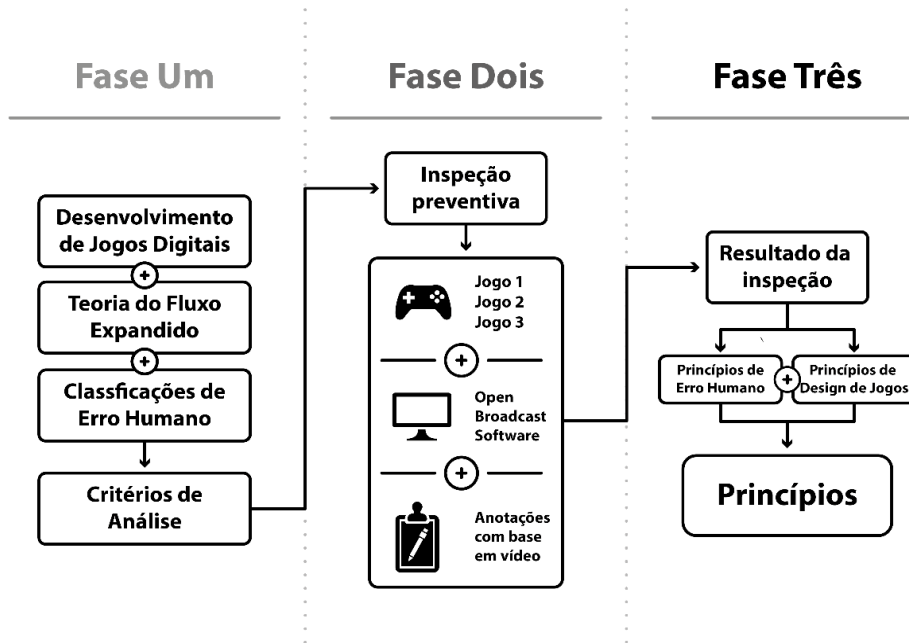 Fase Um
Desenvolvimento
de Jogos Digitais
Teoria do Fluxo
Expandido
Classficações de
Erro Humano
Critérios de
Análise
Fase Dois
Inspeção
preventiva
Jogo 1
Jogo 2
Jogo 3
Open
Broadcast
Software
Anotações
com base
em vídeo
Fase Três
Resultado da
inspeção
Princípios de
Erro Humano
Princípios de
Design de Jogos
Princípios